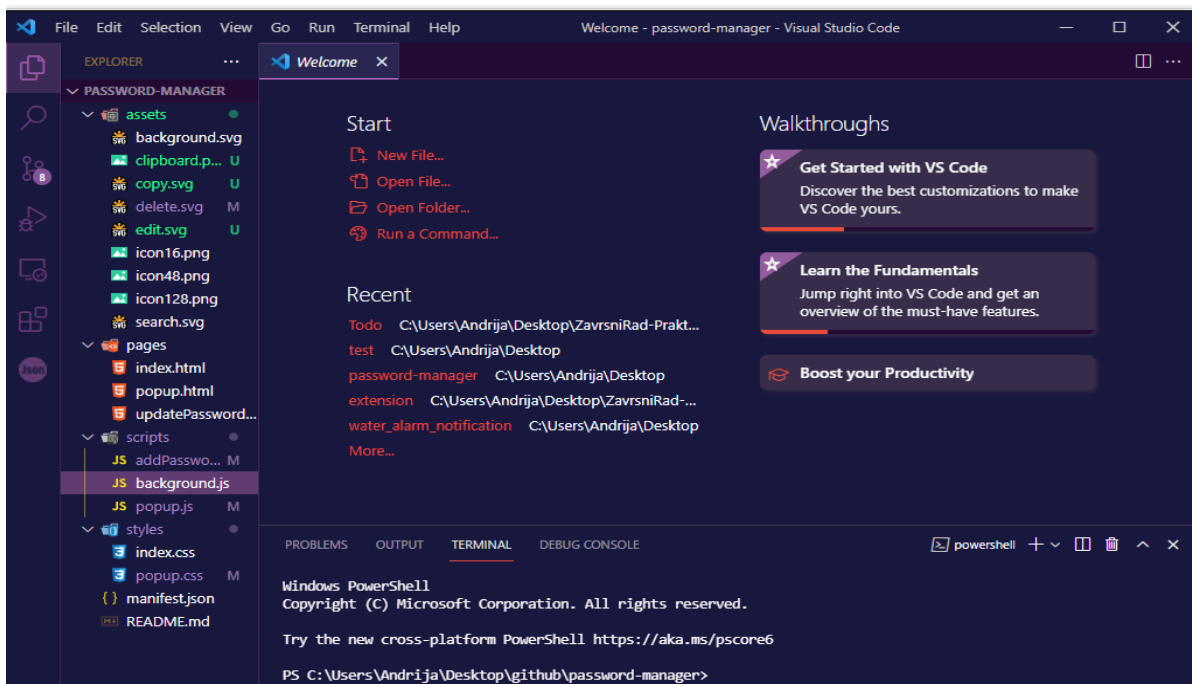 File Edit Selection View Go Run Terminal Help Welcome - password-manager - Visual Studio Code
EXPLORER
PASSWORD-MANAGER
assets
background.svg
clipboard.p... U
copy.svg U
delete.svg M
edit.svg U
icon16.png
icon48.png
icon128.png
search.svg
pages
index.html
popup.html
updatePassword...
scripts
JS addPasswo... M
JS background.js
JS popup.js M
styles
index.css
popup.css M
{ } manifest.json
README.md
8
Json
Welcome
Start
New File...
Open File...
Open Folder...
Run a Command...
Recent
Todo C:\Users\Andrija\Desktop\ZavrsniRad-Prakt...
test C:\Users\Andrija\Desktop
password-manager C:\Users\Andrija\Desktop
extension C:\Users\Andrija\Desktop\ZavrsniRad-...
water_alarm_notification C:\Users\Andrija\Desktop
More...
Walkthroughs
Get Started with VS Code
Discover the best customizations to make
VS Code yours.
Learn the Fundamentals
Jump right into VS Code and get an
overview of the must-have features.
Boost your Productivity
PROBLEMS OUTPUT TERMINAL DEBUG CONSOLE powershell
Windows PowerShell
Copyright (C) Microsoft Corporation. All rights reserved.
Try the new cross-platform PowerShell https://aka.ms/pscore6
PS C:\Users\Andrija\Desktop\github\password-manager>